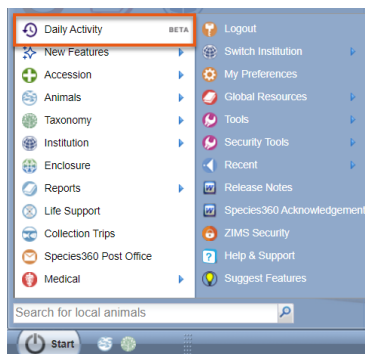 Daily Activity BETA
New Features
Accession
Animals
Taxonomy
Institution
Enclosure
Reports
Life Support
Collection Trips
Species360 Post Office
Medical
Logout
Switch Institution
My Preferences
Global Resources
Tools
Security Tools
Recent
Release Notes
Species360 Acknowledgement
ZIMS Security
Help & Support
Suggest Features
Search for local animals
Start